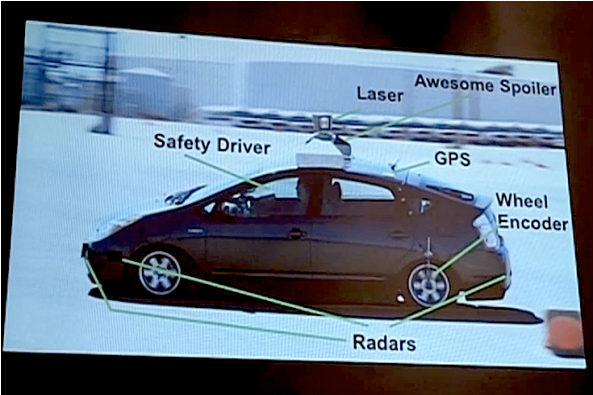 Laser
Awesome Spoiler
Safety Driver
GPS
Wheel
Encoder
Radars